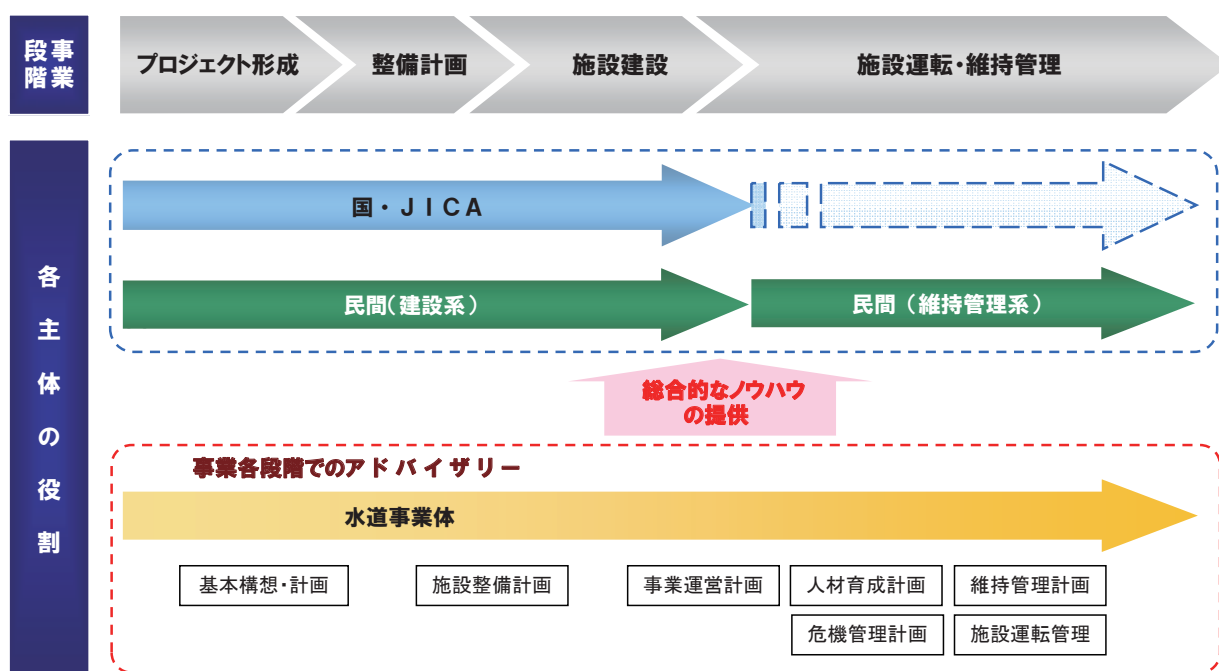 事業段階
プロジェクト形成
整備計画
施設建設
施設運転・維持管理
各主体の役割
国・JICA
民間(建設系)
民間(維持管理系)
総合的なノウハウ
の提供
事業各段階でのアドバイザリー
水道事業体
基本構想・計画
施設整備計画
事業運営計画
人材育成計画
維持管理計画
危機管理計画
施設運転管理